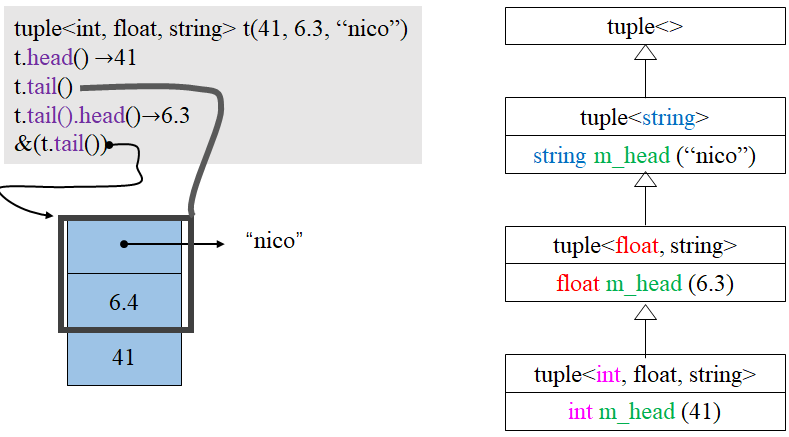 tuple<int, float, string> t(41, 6.3, “nico”)
t.head() →41
t.tail()
t.tail().head()→6.3
&(t.tail())
“nico”
6.4
41
tuple<>
tuple<string>
string m_head (“nico”)
tuple<float, string>
float m_head (6.3)
tuple<int, float, string>
int m_head (41)